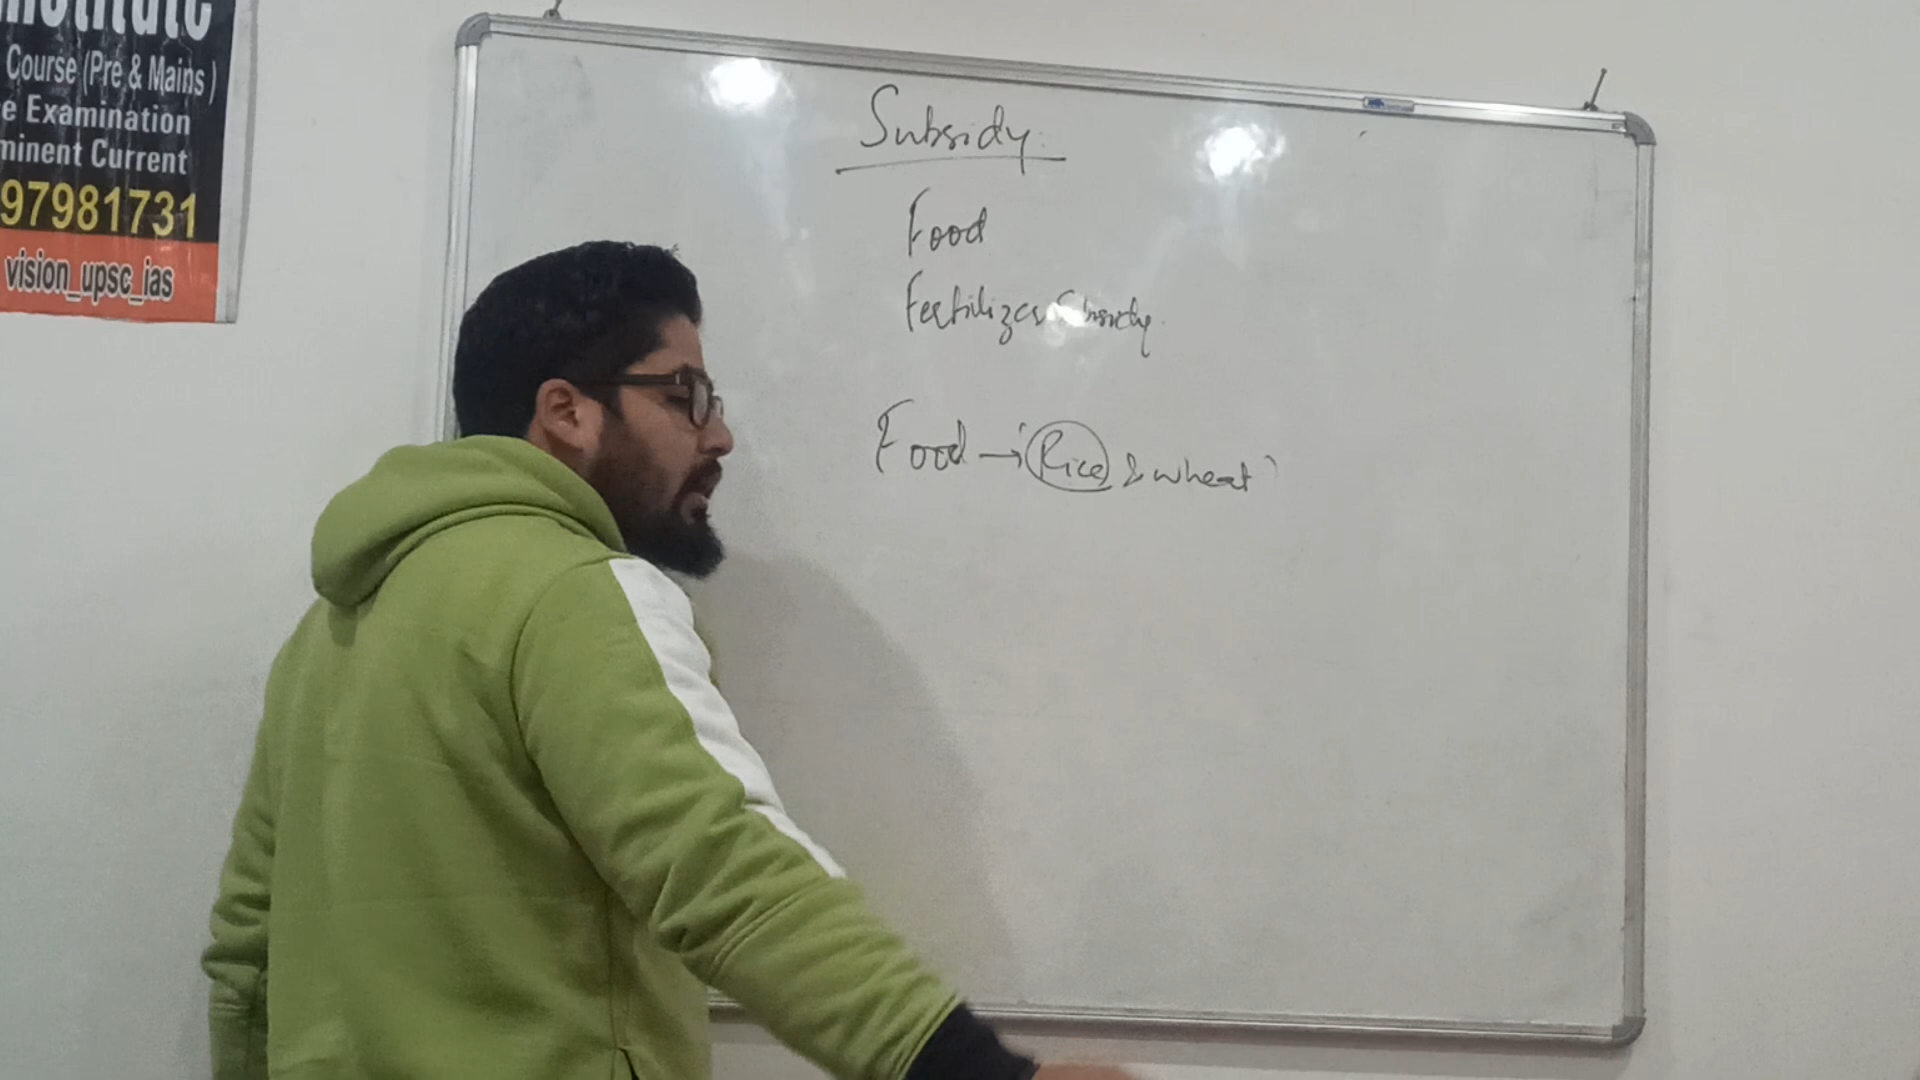 Course (Pre & Mains)
e Examination
minent Current
97981731
vision_upsc_ias
Subsidy
Food
Fertilizer Subsidy
Food → 'Rice & wheat'